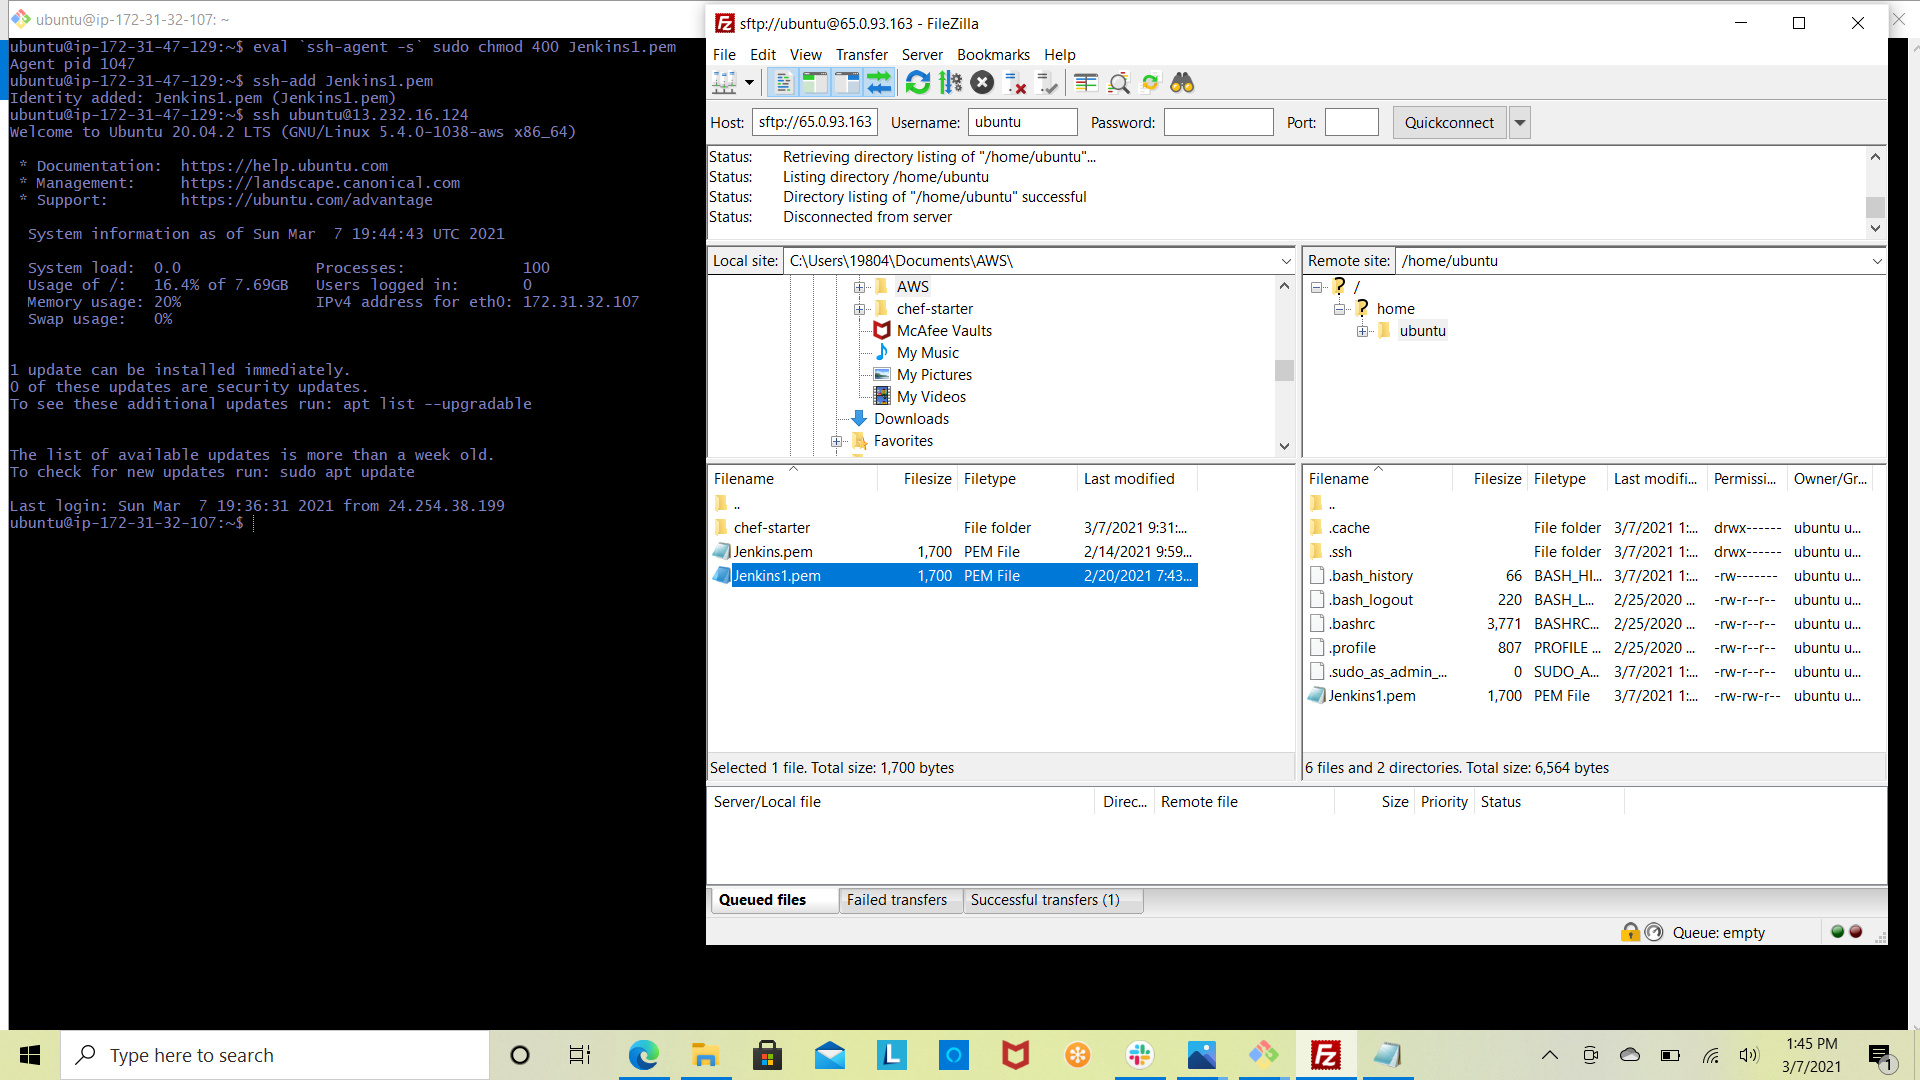 ubuntu@ip-172-31-32-107: ~
ubuntu@ip-172-31-47-129:~$ eval `ssh-agent -s` sudo chmod 400 Jenkins1.pem
Agent pid 1047
ubuntu@ip-172-31-47-129:~$ ssh-add Jenkins1.pem
Identity added: Jenkins1.pem (Jenkins1.pem)
ubuntu@ip-172-31-47-129:~$ ssh ubuntu@13.232.16.124
Welcome to Ubuntu 20.04.2 LTS (GNU/Linux 5.4.0-1038-aws x86_64)
* Documentation: https://help.ubuntu.com
* Management: https://landscape.canonical.com
* Support: https://ubuntu.com/advantage
System information as of Sun Mar 7 19:44:43 UTC 2021
System load: 0.0 Processes: 100
Usage of /: 16.4% of 7.69GB Users logged in: 0
Memory usage: 20% IPv4 address for eth0: 172.31.32.107
Swap usage: 0%
1 update can be installed immediately.
0 of these updates are security updates.
To see these additional updates run: apt list --upgradable
The list of available updates is more than a week old.
To check for new updates run: sudo apt update
Last login: Sun Mar 7 19:36:31 2021 from 24.254.38.199
ubuntu@ip-172-31-32-107:~$
sftp://ubuntu@65.0.93.163 - FileZilla
File Edit View Transfer Server Bookmarks Help
Host: sftp://65.0.93.163 Username: ubuntu Password: Port: Quickconnect
Status: Retrieving directory listing of "/home/ubuntu"...
Status: Listing directory /home/ubuntu
Status: Directory listing of "/home/ubuntu" successful
Status: Disconnected from server
Local site: C:\Users\19804\Documents\AWS\
AWS
chef-starter
McAfee Vaults
My Music
My Pictures
My Videos
Downloads
Favorites
Remote site: /home/ubuntu
/
home
ubuntu
Filename Filesize Filetype Last modified
..
chef-starter File folder 3/7/2021 9:31:...
Jenkins.pem 1,700 PEM File 2/14/2021 9:59...
Jenkins1.pem 1,700 PEM File 2/20/2021 7:43...
Selected 1 file. Total size: 1,700 bytes
Filename Filesize Filetype Last modifi... Permissi... Owner/Gr...
..
.cache File folder 3/7/2021 1:... drwx------ ubuntu u...
.ssh File folder 3/7/2021 1:... drwx------ ubuntu u...
.bash_history 66 BASH_HI... 3/7/2021 1:... -rw------- ubuntu u...
.bash_logout 220 BASH_L... 2/25/2020 ... -rw-r--r-- ubuntu u...
.bashrc 3,771 BASHRC... 2/25/2020 ... -rw-r--r-- ubuntu u...
.profile 807 PROFILE ... 2/25/2020 ... -rw-r--r-- ubuntu u...
.sudo_as_admin_... 0 SUDO_A... 3/7/2021 1:... -rw-r--r-- ubuntu u...
Jenkins1.pem 1,700 PEM File 3/7/2021 1:... -rw-rw-r-- ubuntu u...
6 files and 2 directories. Total size: 6,564 bytes
Server/Local file Direc... Remote file Size Priority Status
Queued files Failed transfers Successful transfers (1)
Queue: empty
Type here to search
1:45 PM
3/7/2021
1